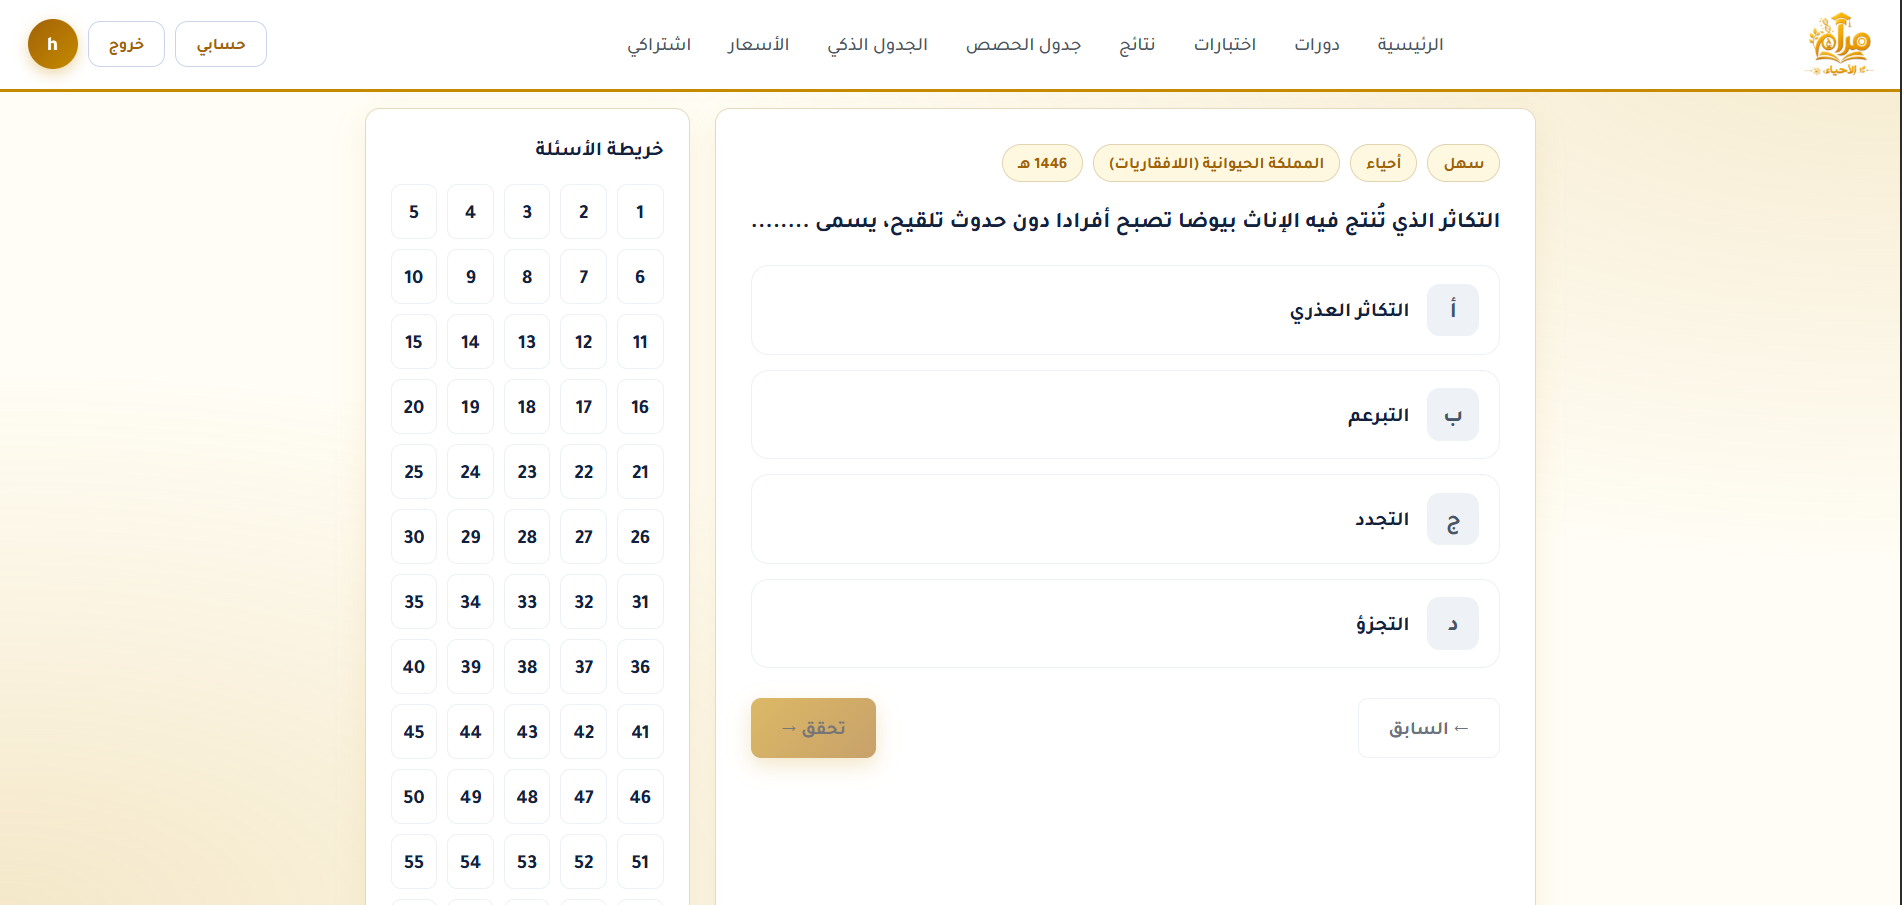 مرام
الأحياء
الرئيسية
دورات
اختبارات
نتائج
جدول الحصص
الجدول الذكي
الأسعار
اشتراكي
حسابي
خروج
h
سهل
أحياء
المملكة الحيوانية (اللافقاريات)
1446 هـ
التكاثر الذي تُنتج فيه الإناث بيوضا تصبح أفرادا دون حدوث تلقيح، يسمى ........
أ التكاثر العذري
ب التبرعم
ج التجدد
د التجزؤ
← السابق
تحقق →
خريطة الأسئلة
1 2 3 4 5
6 7 8 9 10
11 12 13 14 15
16 17 18 19 20
21 22 23 24 25
26 27 28 29 30
31 32 33 34 35
36 37 38 39 40
41 42 43 44 45
46 47 48 49 50
51 52 53 54 55